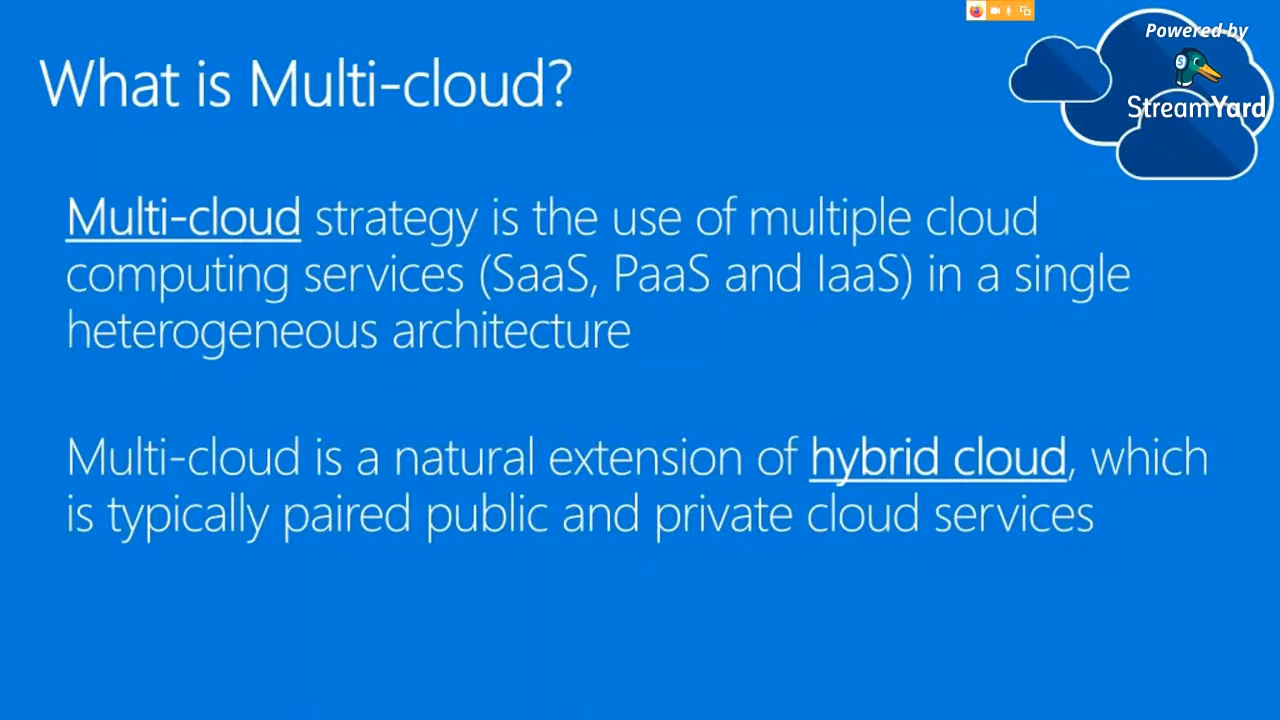 Powered by
StreamYard
What is Multi-cloud?
Multi-cloud strategy is the use of multiple cloud
computing services (SaaS, PaaS and IaaS) in a single
heterogeneous architecture
Multi-cloud is a natural extension of hybrid cloud, which
is typically paired public and private cloud services